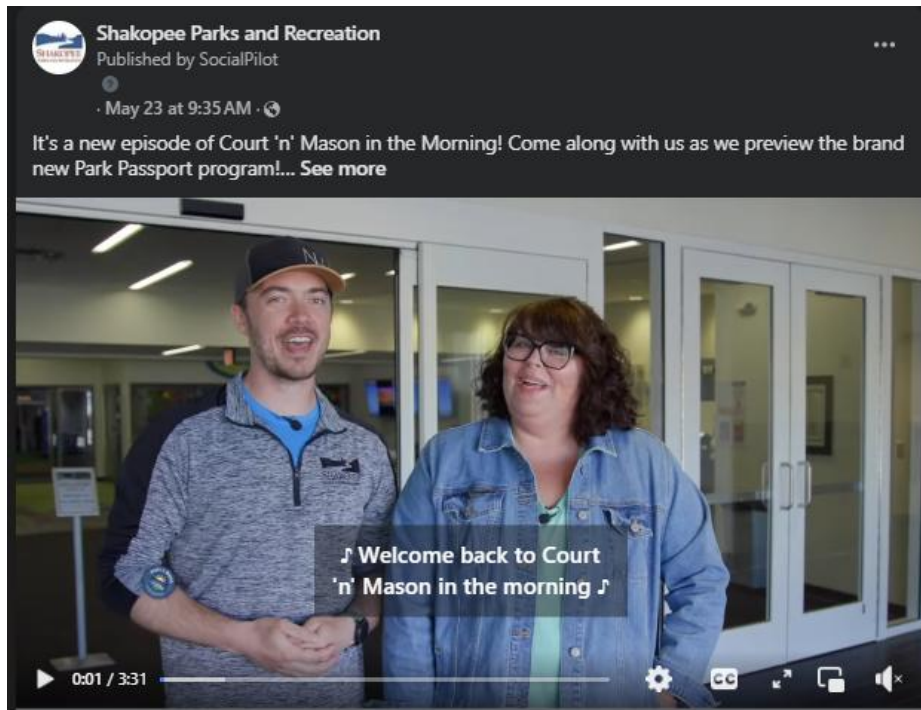 Shakopee Parks and Recreation
Published by SocialPilot
· May 23 at 9:35 AM ·
It's a new episode of Court 'n' Mason in the Morning! Come along with us as we preview the brand
new Park Passport program!... See more
♪ Welcome back to Court
'n' Mason in the morning ♪
0:01 / 3:31
CC